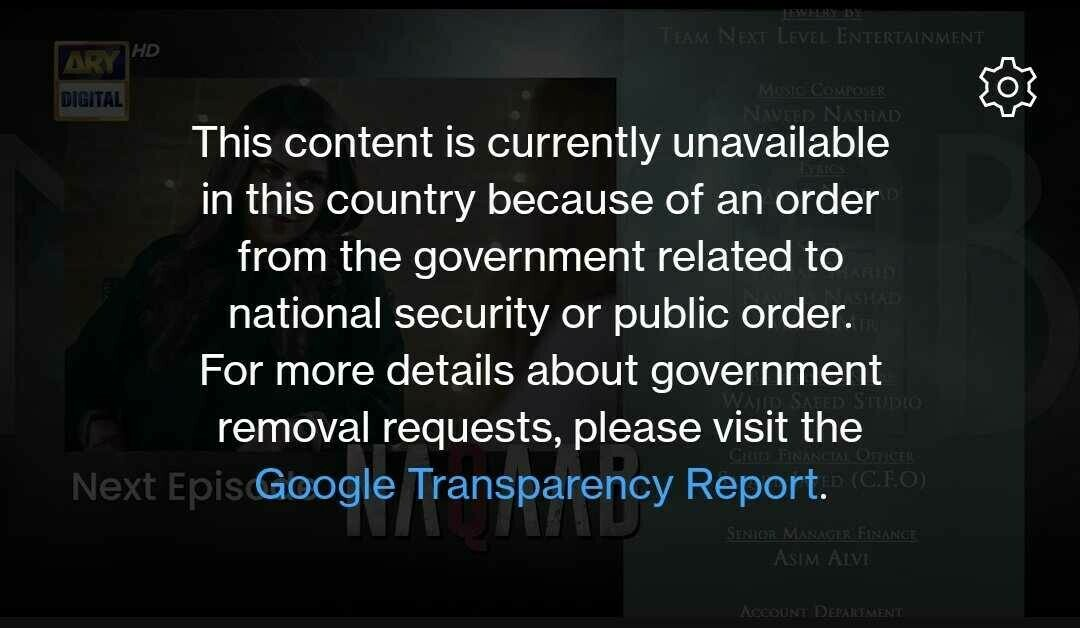 JEWELRY BY
TEAM NEXT LEVEL ENTERTAINMENT
ARY HD
DIGITAL
MUSIC COMPOSER
NAVEED NASHAD
This content is currently unavailable
LYRICS
in this country because of an order
from the government related to
NASHAD
national security or public order.
For more details about government
WAJID SAEED STUDIO
removal requests, please visit the
CHIEF FINANCIAL OFFICER
(C.F.O)
Google Transparency Report.
Next Episode
NAQAAB
SENIOR MANAGER FINANCE
ASIM ALVI
ACCOUNT DEPARTMENT